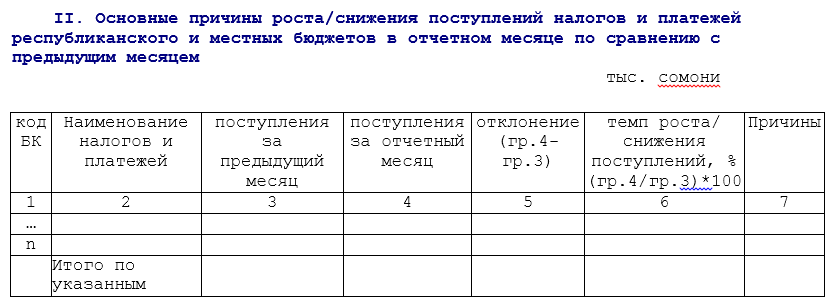 II. Основные причины роста/снижения поступлений налогов и платежей
республиканского и местных бюджетов в отчетном месяце по сравнению с
предыдущим месяцем
тыс. сомони
код БК
Наименование налогов и платежей
поступления за предыдущий месяц
поступления за отчетный месяц
отклонение (гр.4-гр.3)
темп роста/снижения поступлений, % (гр.4/гр.3)*100
Причины
1 2 3 4 5 6 7
…
n
Итого по
указанным